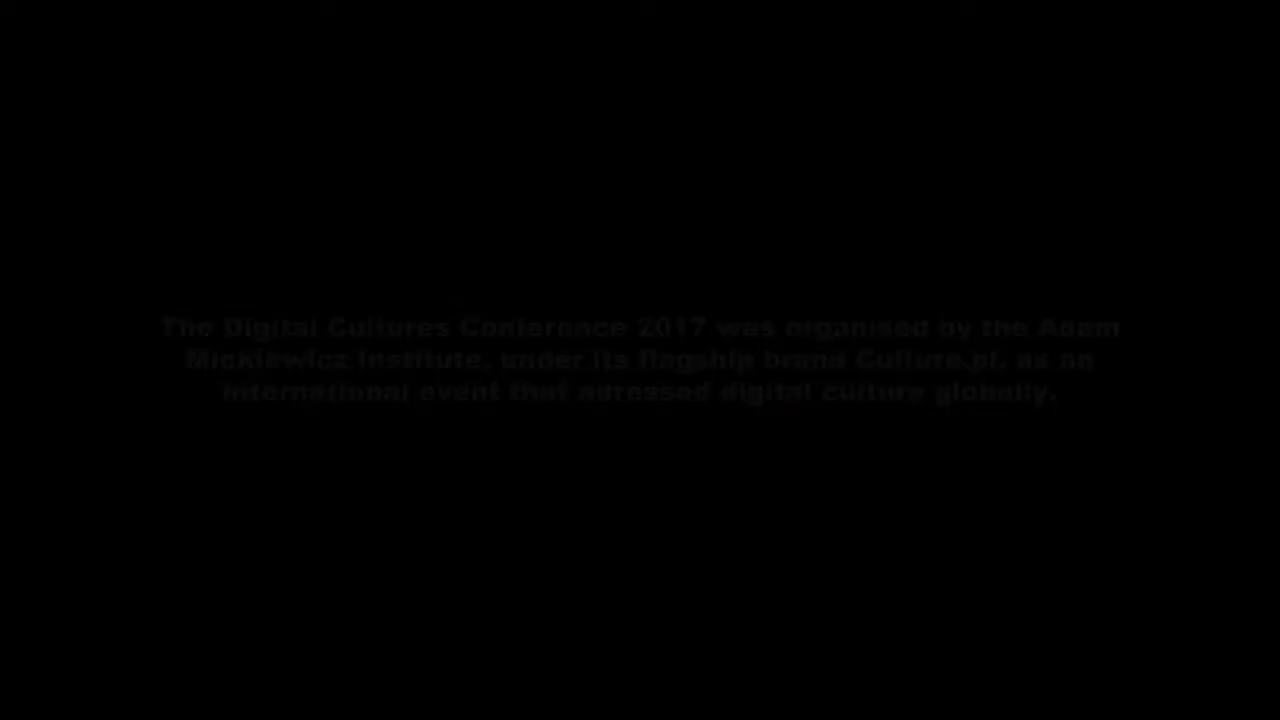 The Digital Cultures Conference 2017 was organised by the Adam
Mickiewicz Institute, under its flagship brand Culture.pl, as an
international event that adressed digital culture globally.